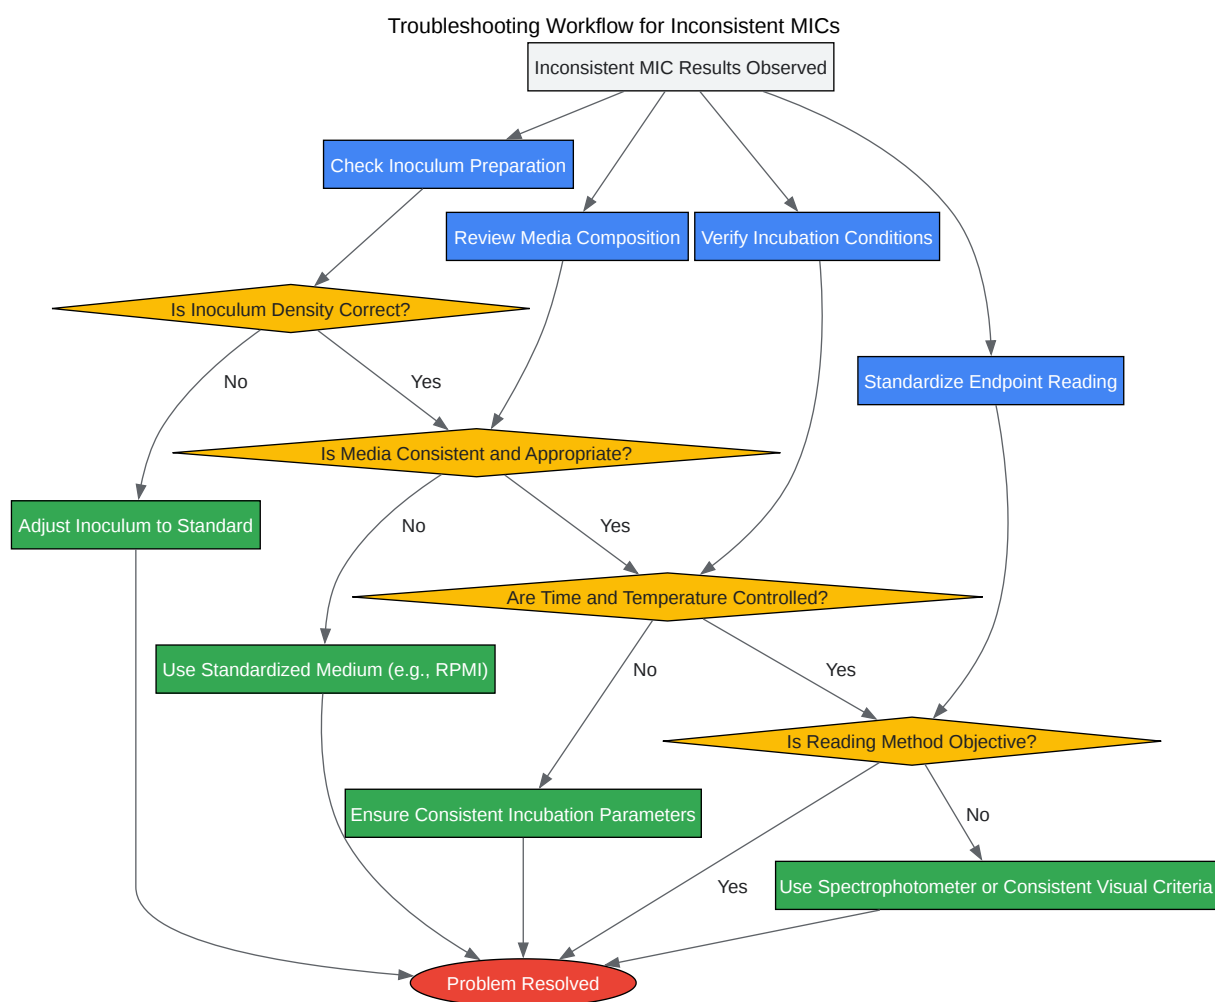 Troubleshooting Workflow for Inconsistent MICs
Inconsistent MIC Results Observed
Check Inoculum Preparation
Review Media Composition
Verify Incubation Conditions
Is Inoculum Density Correct?
No
Yes
Standardize Endpoint Reading
Is Media Consistent and Appropriate?
Adjust Inoculum to Standard
No
Yes
Are Time and Temperature Controlled?
Use Standardized Medium (e.g., RPMI)
No
Yes
Is Reading Method Objective?
Ensure Consistent Incubation Parameters
No
Yes
Use Spectrophotometer or Consistent Visual Criteria
Problem Resolved